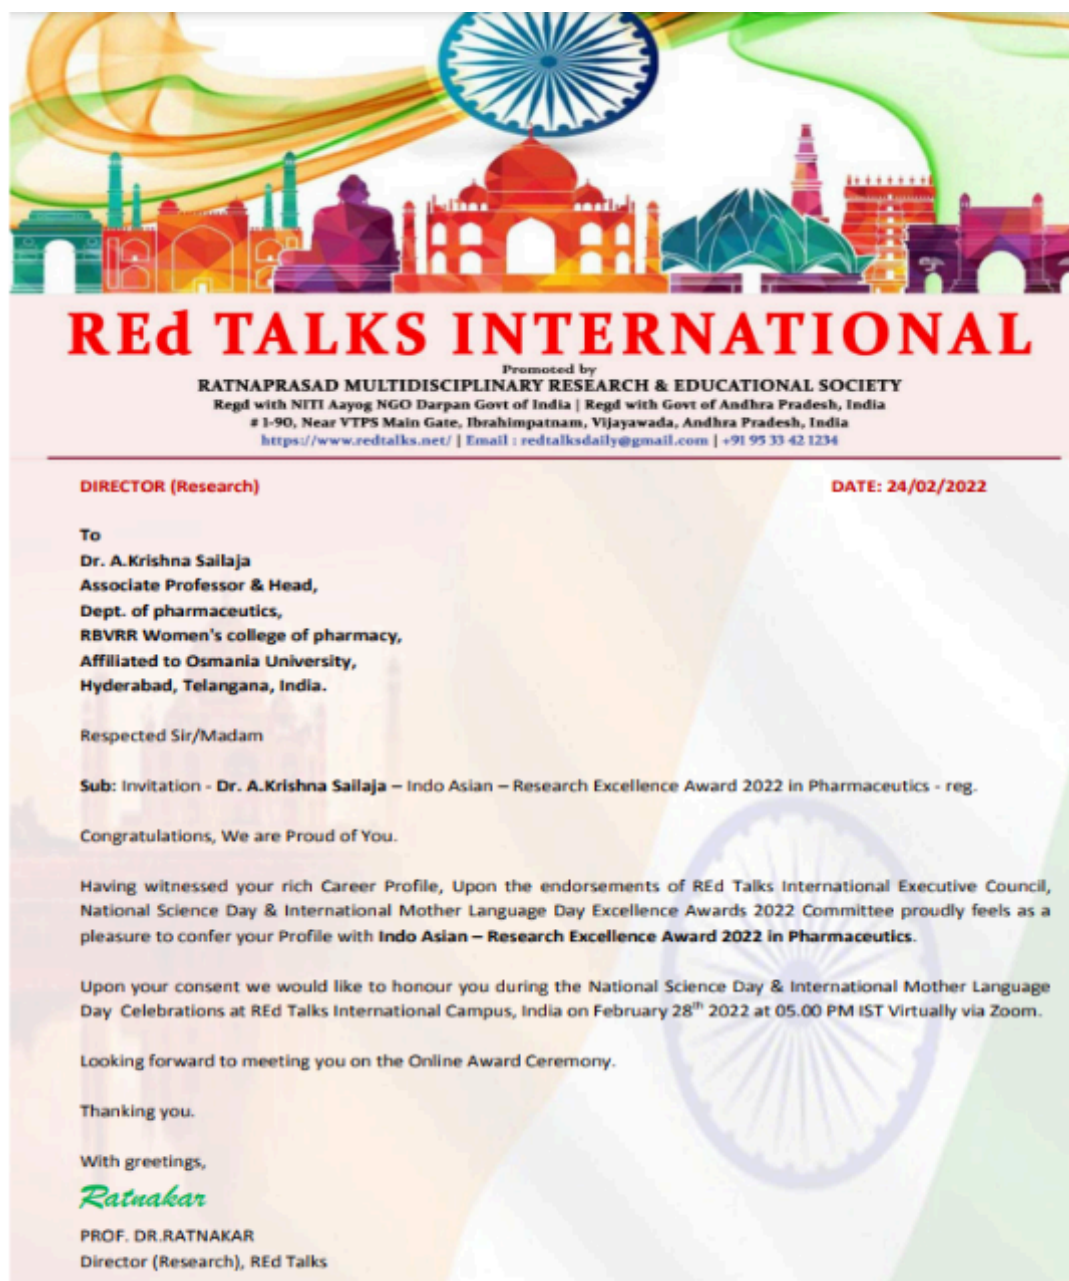 REd TALKS INTERNATIONAL
Promoted by
RATNAPRASAD MULTIDISCIPLINARY RESEARCH & EDUCATIONAL SOCIETY
Regd with NITI Aayog NGO Darpan Govt of India | Regd with Govt of Andhra Pradesh, India
# 1-90, Near VTPS Main Gate, Ibrahimpatnam, Vijayawada, Andhra Pradesh, India
https://www.redtalks.net/ | Email : redtalksdaily@gmail.com | +91 95 33 42 1234
DIRECTOR (Research) DATE: 24/02/2022
To
Dr. A.Krishna Sailaja
Associate Professor & Head,
Dept. of pharmaceutics,
RBVRR Women's college of pharmacy,
Affiliated to Osmania University,
Hyderabad, Telangana, India.
Respected Sir/Madam
Sub: Invitation - Dr. A.Krishna Sailaja – Indo Asian – Research Excellence Award 2022 in Pharmaceutics - reg.
Congratulations, We are Proud of You.
Having witnessed your rich Career Profile, Upon the endorsements of REd Talks International Executive Council,
National Science Day & International Mother Language Day Excellence Awards 2022 Committee proudly feels as a
pleasure to confer your Profile with Indo Asian – Research Excellence Award 2022 in Pharmaceutics.
Upon your consent we would like to honour you during the National Science Day & International Mother Language
Day Celebrations at REd Talks International Campus, India on February 28th 2022 at 05.00 PM IST Virtually via Zoom.
Looking forward to meeting you on the Online Award Ceremony.
Thanking you.
With greetings,
Ratnakar
PROF. DR.RATNAKAR
Director (Research), REd Talks